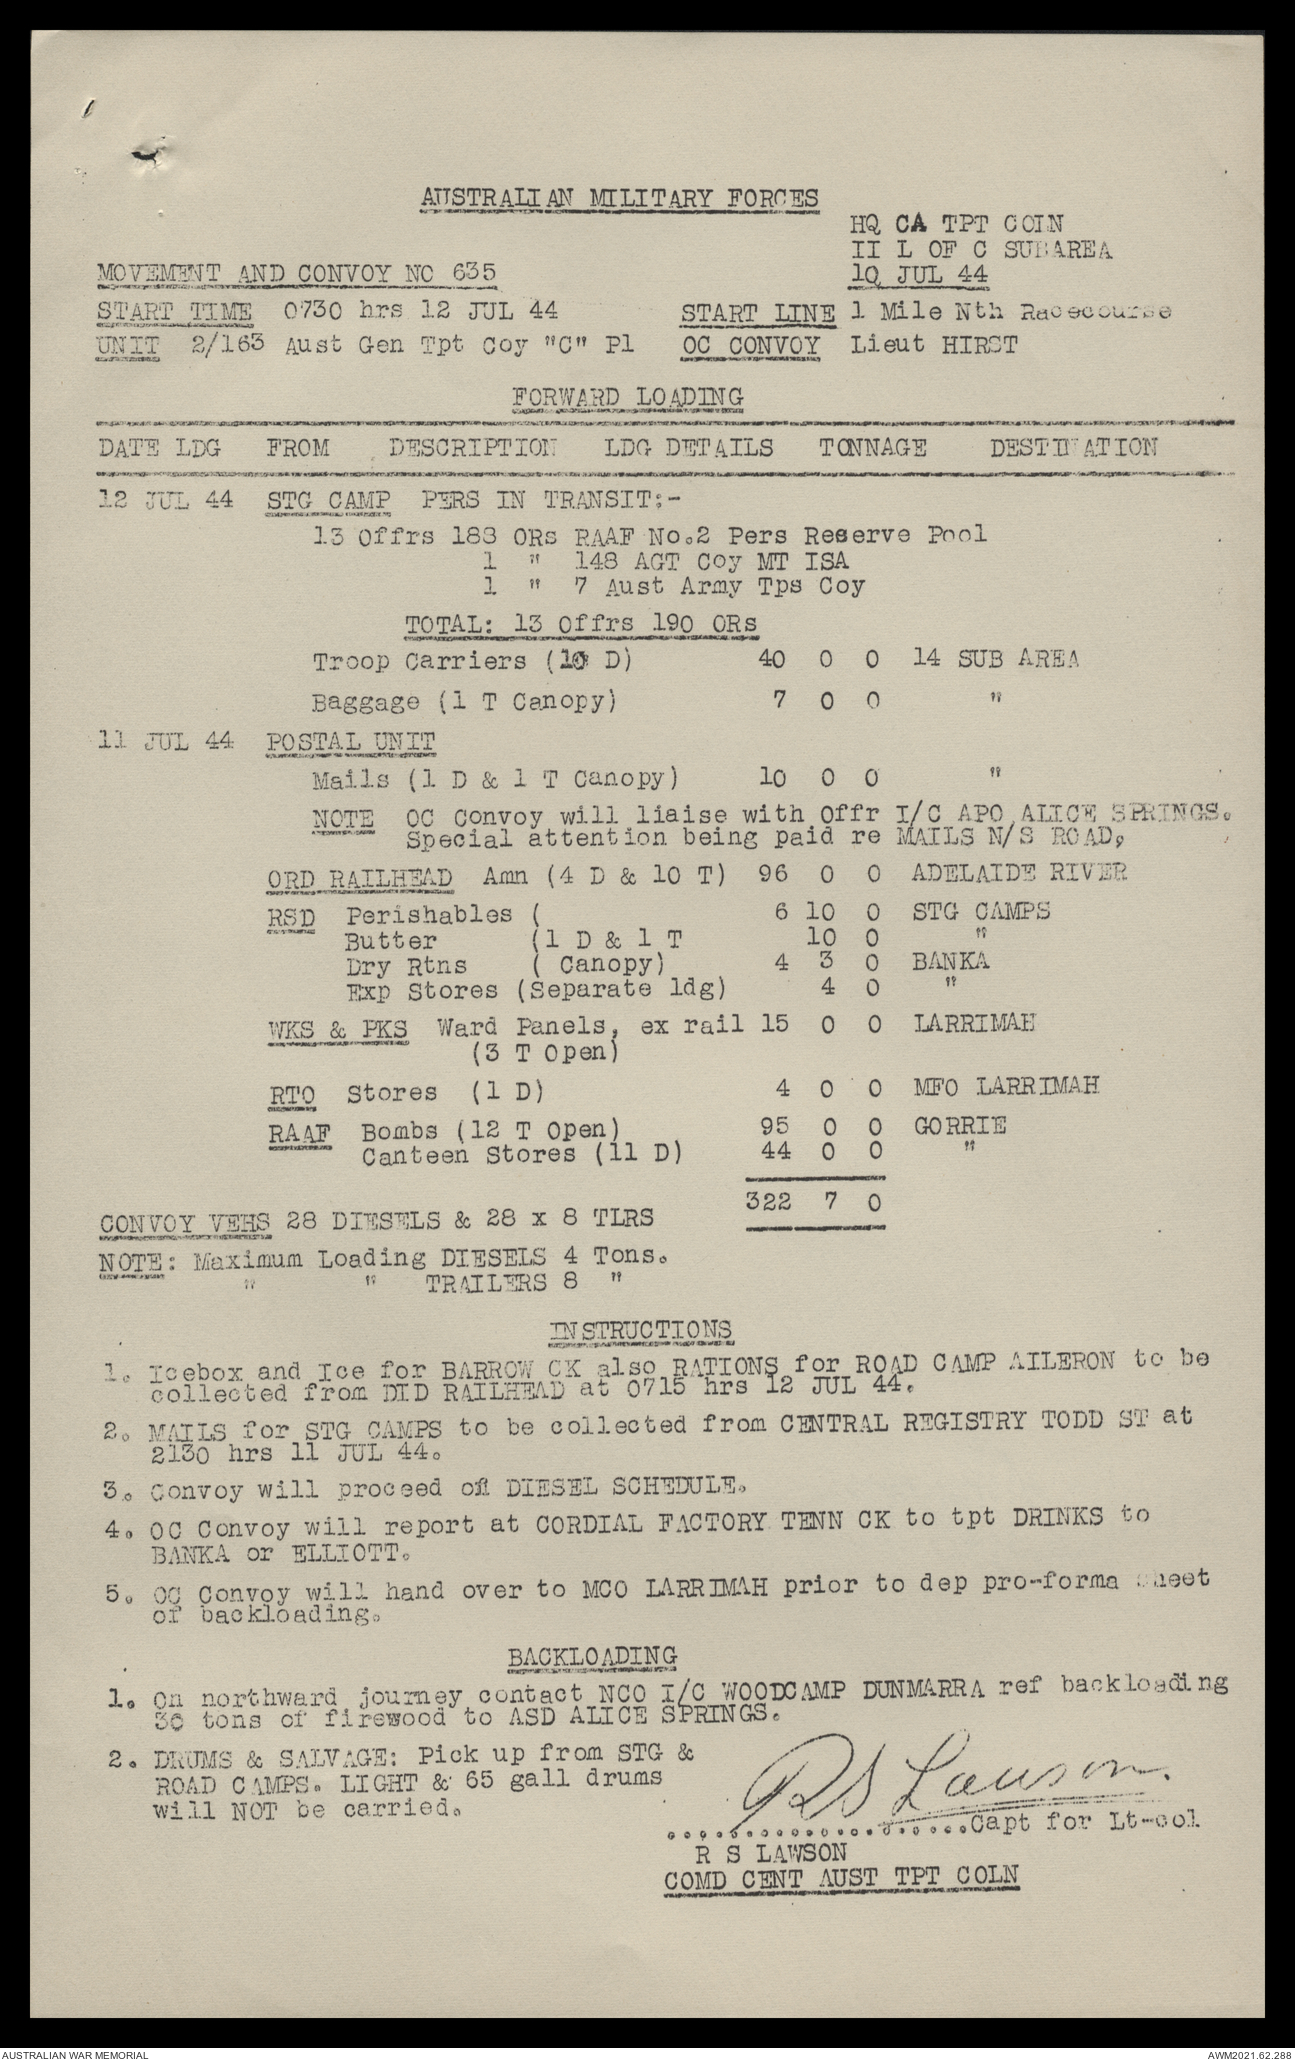 AUSTRALIAN MILITARY FORCES
HQ CA TPT COLN
II L OF C SUBAREA
MOVEMENT AND CONVOY NO 635
10 JUL 44
START TIME 0730 hrs 12 JUL 44 START LINE 1 Mile Nth Racecourse
UNIT 2/163 Aust Gen Tpt Coy "C" Pl OC CONVOY Lieut HIRST
FORWARD LOADING
DATE LDG FROM DESCRIPTION LDG DETAILS TONNAGE DESTINATION
12 JUL 44 STG CAMP PERS IN TRANSIT:-
13 Offrs 188 ORs RAAF No.2 Pers Reserve Pool
1 " 148 AGT Coy MT ISA
1 " 7 Aust Army Tps Coy
TOTAL: 13 Offrs 190 ORs
Troop Carriers (10 D) 40 0 0 14 SUB AREA
Baggage (1 T Canopy) 7 0 0 "
11 JUL 44 POSTAL UNIT
Mails (1 D & 1 T Canopy) 10 0 0 "
NOTE OC Convoy will liaise with Offr I/C APO ALICE SPRINGS.
Special attention being paid re MAILS N/S ROAD,
ORD RAILHEAD Amn (4 D & 10 T) 96 0 0 ADELAIDE RIVER
RSD Perishables ( 6 10 0 STG CAMPS
Butter (1 D & 1 T 10 0 "
Dry Rtns ( Canopy) 4 3 0 BANKA
Exp Stores (Separate ldg) 4 0 "
WKS & PKS Ward Panels, ex rail 15 0 0 LARRIMAH
(3 T Open)
RTO Stores (1 D) 4 0 0 MFO LARRIMAH
RAAF Bombs (12 T Open) 95 0 0 GORRIE
Canteen Stores (11 D) 44 0 0 "
322 7 0
CONVOY VEHS 28 DIESELS & 28 x 8 TLRS
NOTE: Maximum Loading DIESELS 4 Tons.
" " TRAILERS 8 "
INSTRUCTIONS
1. Icebox and Ice for BARROW CK also RATIONS for ROAD CAMP AILERON to be
collected from DID RAILHEAD at 0715 hrs 12 JUL 44.
2. MAILS for STG CAMPS to be collected from CENTRAL REGISTRY TODD ST at
2130 hrs 11 JUL 44.
3. Convoy will proceed on DIESEL SCHEDULE.
4. OC Convoy will report at CORDIAL FACTORY TENN CK to tpt DRINKS to
BANKA or ELLIOTT.
5. OC Convoy will hand over to MCO LARRIMAH prior to dep pro-forma sheet
of backloading.
BACKLOADING
1. On northward journey contact NCO I/C WOODCAMP DUNMARRA ref backloading
30 tons of firewood to ASD ALICE SPRINGS.
2. DRUMS & SALVAGE: Pick up from STG &
ROAD CAMPS. LIGHT & 65 gall drums
will NOT be carried.
RS Lawson.
....................Capt for Lt-col
R S LAWSON
COMD CENT AUST TPT COLN
AUSTRALIAN WAR MEMORIAL AWM2021.62.288